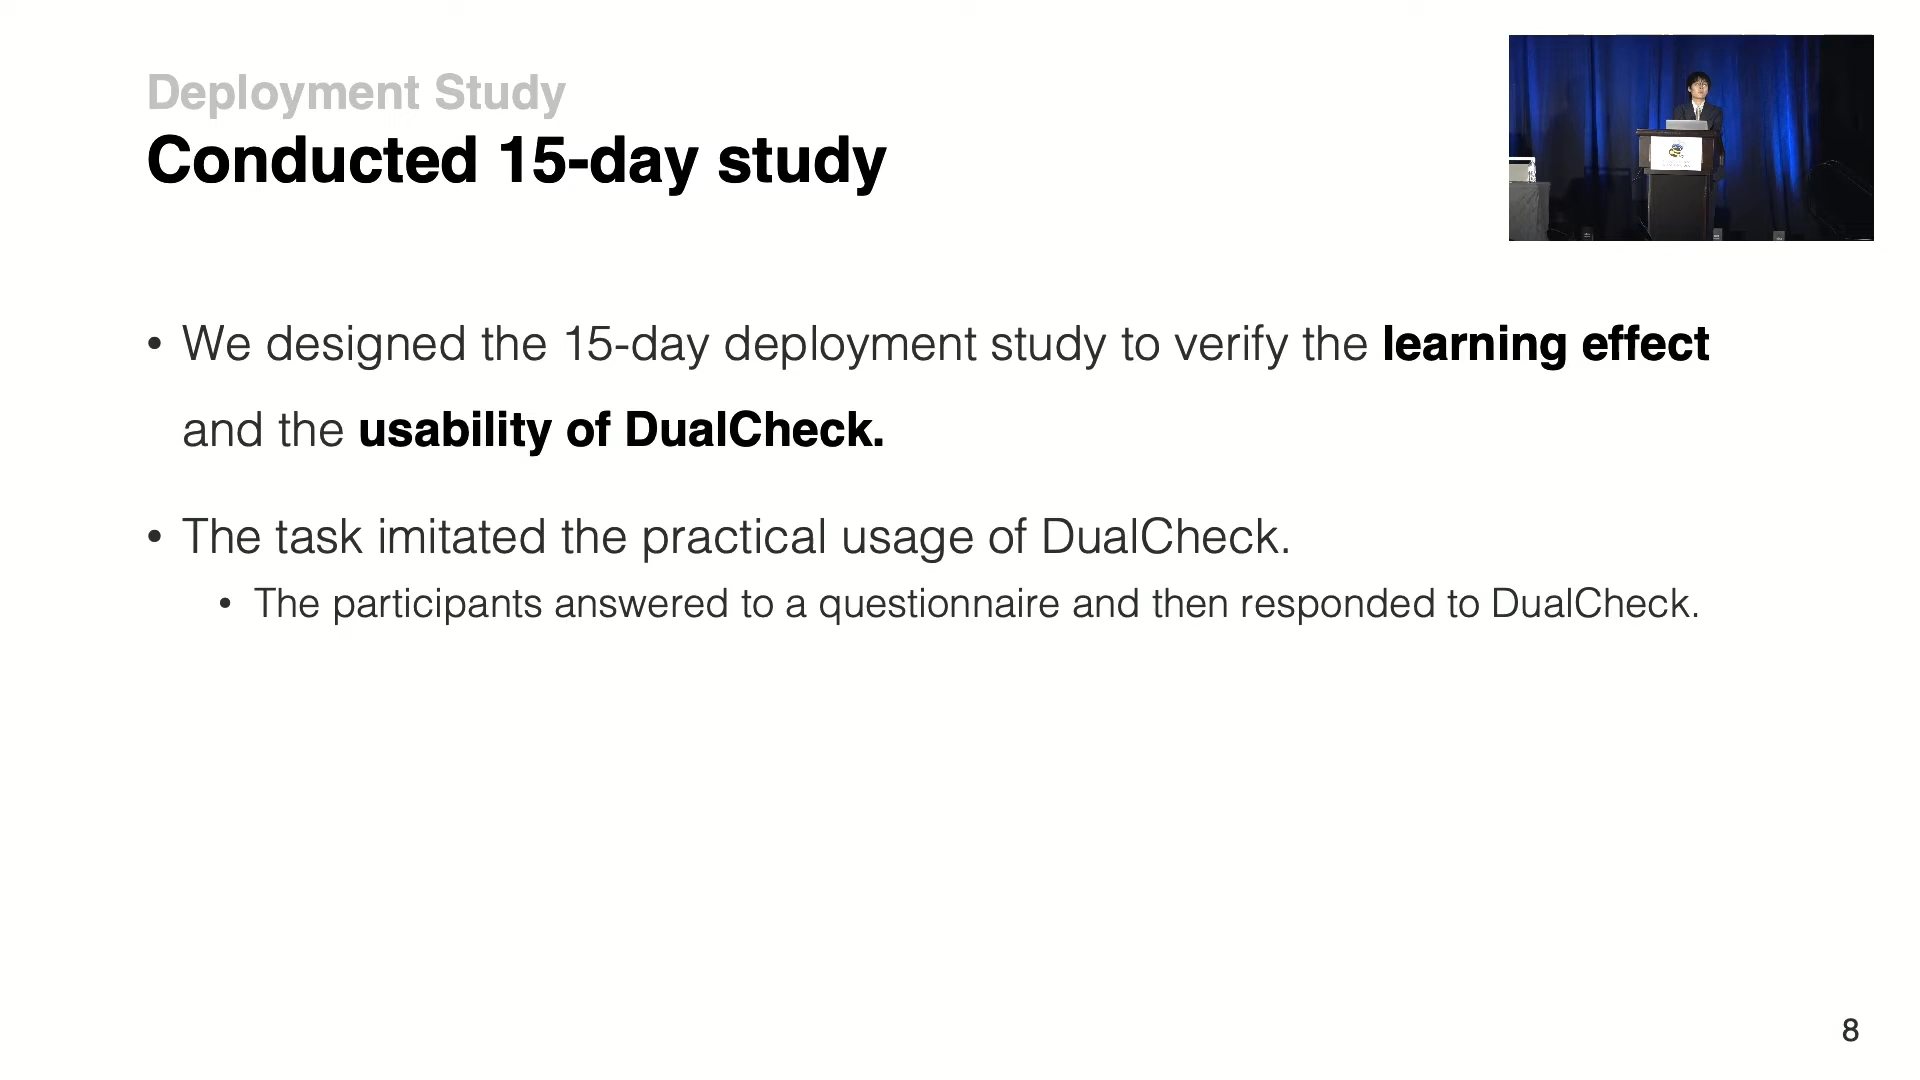 Deployment Study
Conducted 15-day study
• We designed the 15-day deployment study to verify the learning effect
and the usability of DualCheck.
• The task imitated the practical usage of DualCheck.
• The participants answered to a questionnaire and then responded to DualCheck.
8